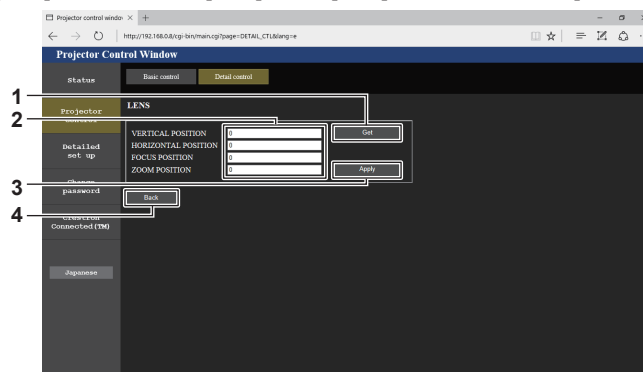 Projector control window
http://192.168.0.8/cgi-bin/main.cgi?page=DETAIL_CTL&lang=e
Projector Control Window
Status
Basic control
Detail control
1
Projector
control
LENS
2
VERTICAL POSITION
0
Get
HORIZONTAL POSITION
0
Detailed
set up
FOCUS POSITION
0
ZOOM POSITION
0
Apply
3
Change
password
Back
4
Crestron
Connected(TM)
Japanese